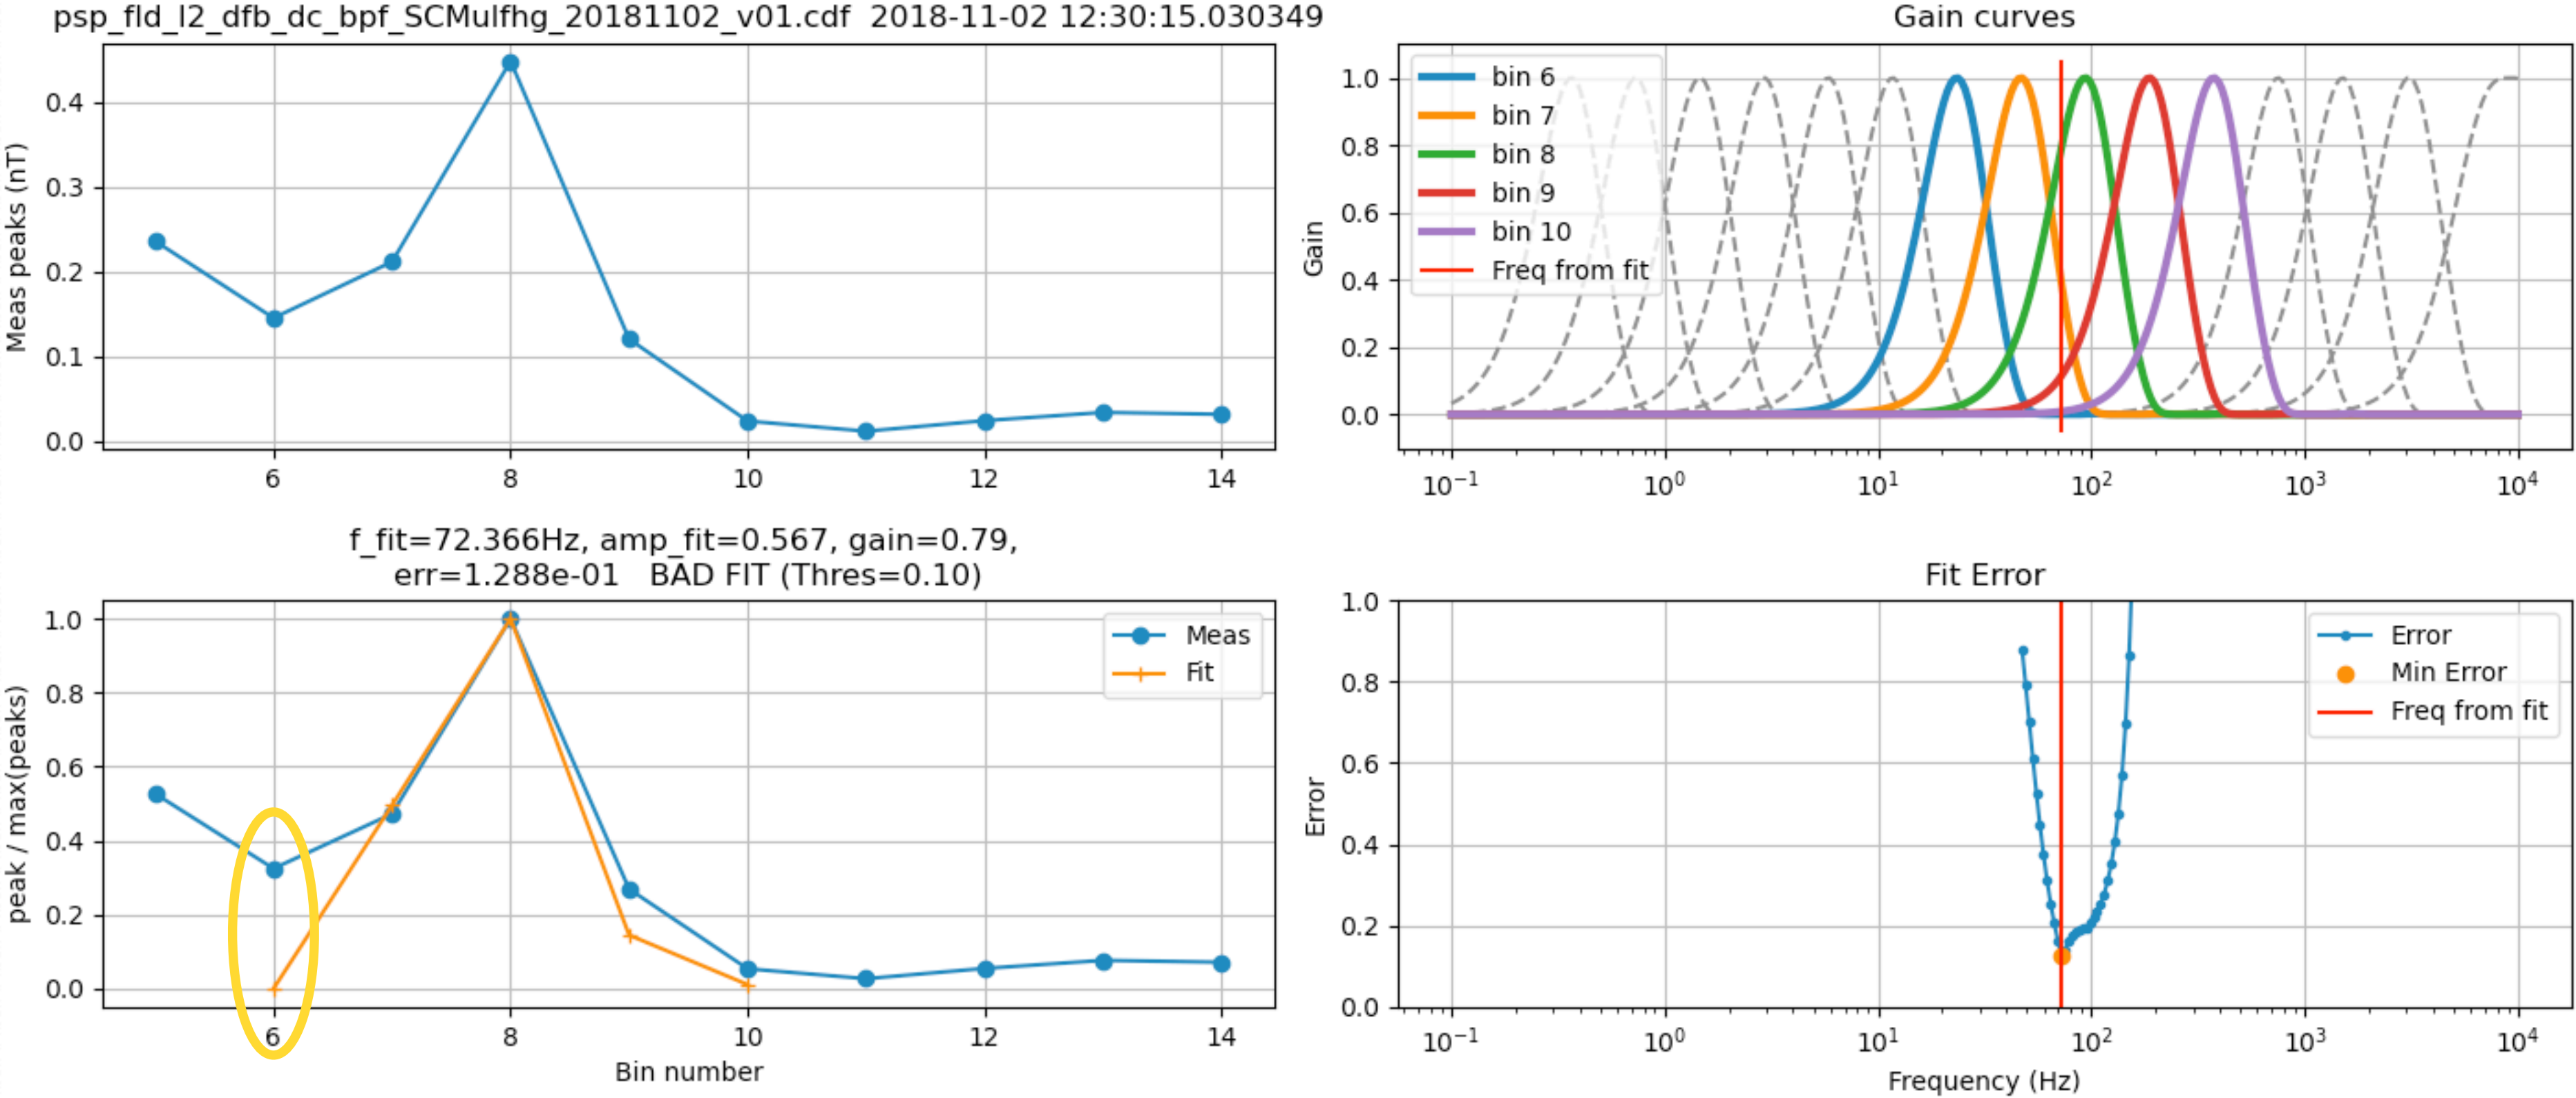 psp_fld_l2_dfb_dc_bpf_SCMulfhg_20181102_v01.cdf 2018-11-02 12:30:15.030349
Meas peaks (nT)
0.4
0.3
0.2
0.1
0.0
6 8 10 12 14
Gain curves
Gain
1.0
0.8
0.6
0.4
0.2
0.0
bin 6
bin 7
bin 8
bin 9
bin 10
Freq from fit
10⁻¹ 10⁰ 10¹ 10² 10³ 10⁴
f_fit=72.366Hz, amp_fit=0.567, gain=0.79,
err=1.288e-01 BAD FIT (Thres=0.10)
peak / max(peaks)
1.0
0.8
0.6
0.4
0.2
0.0
Meas
Fit
6 8 10 12 14
Bin number
Fit Error
Error
1.0
0.8
0.6
0.4
0.2
0.0
Error
Min Error
Freq from fit
10⁻¹ 10⁰ 10¹ 10² 10³ 10⁴
Frequency (Hz)